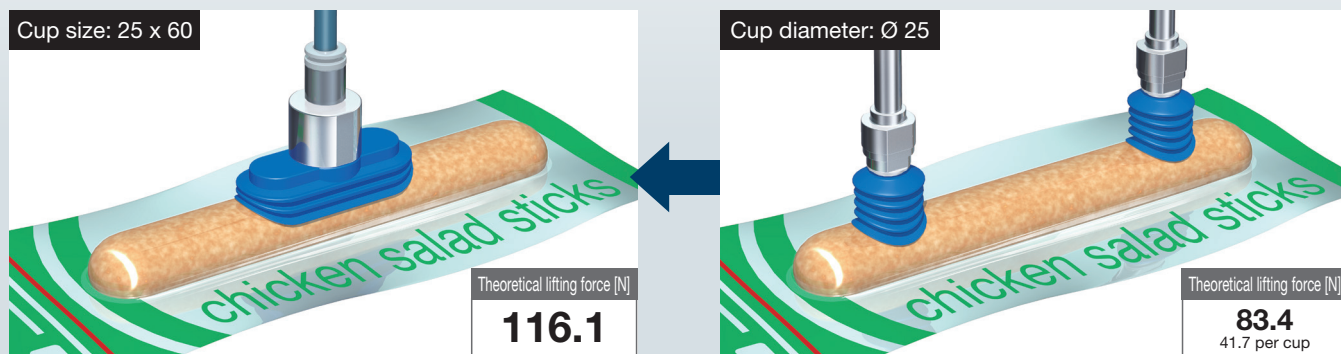 Cup size: 25 x 60
chicken salad sticks
Theoretical lifting force [N]
116.1
Cup diameter: Ø 25
chicken salad sticks
Theoretical lifting force [N]
83.4
41.7 per cup